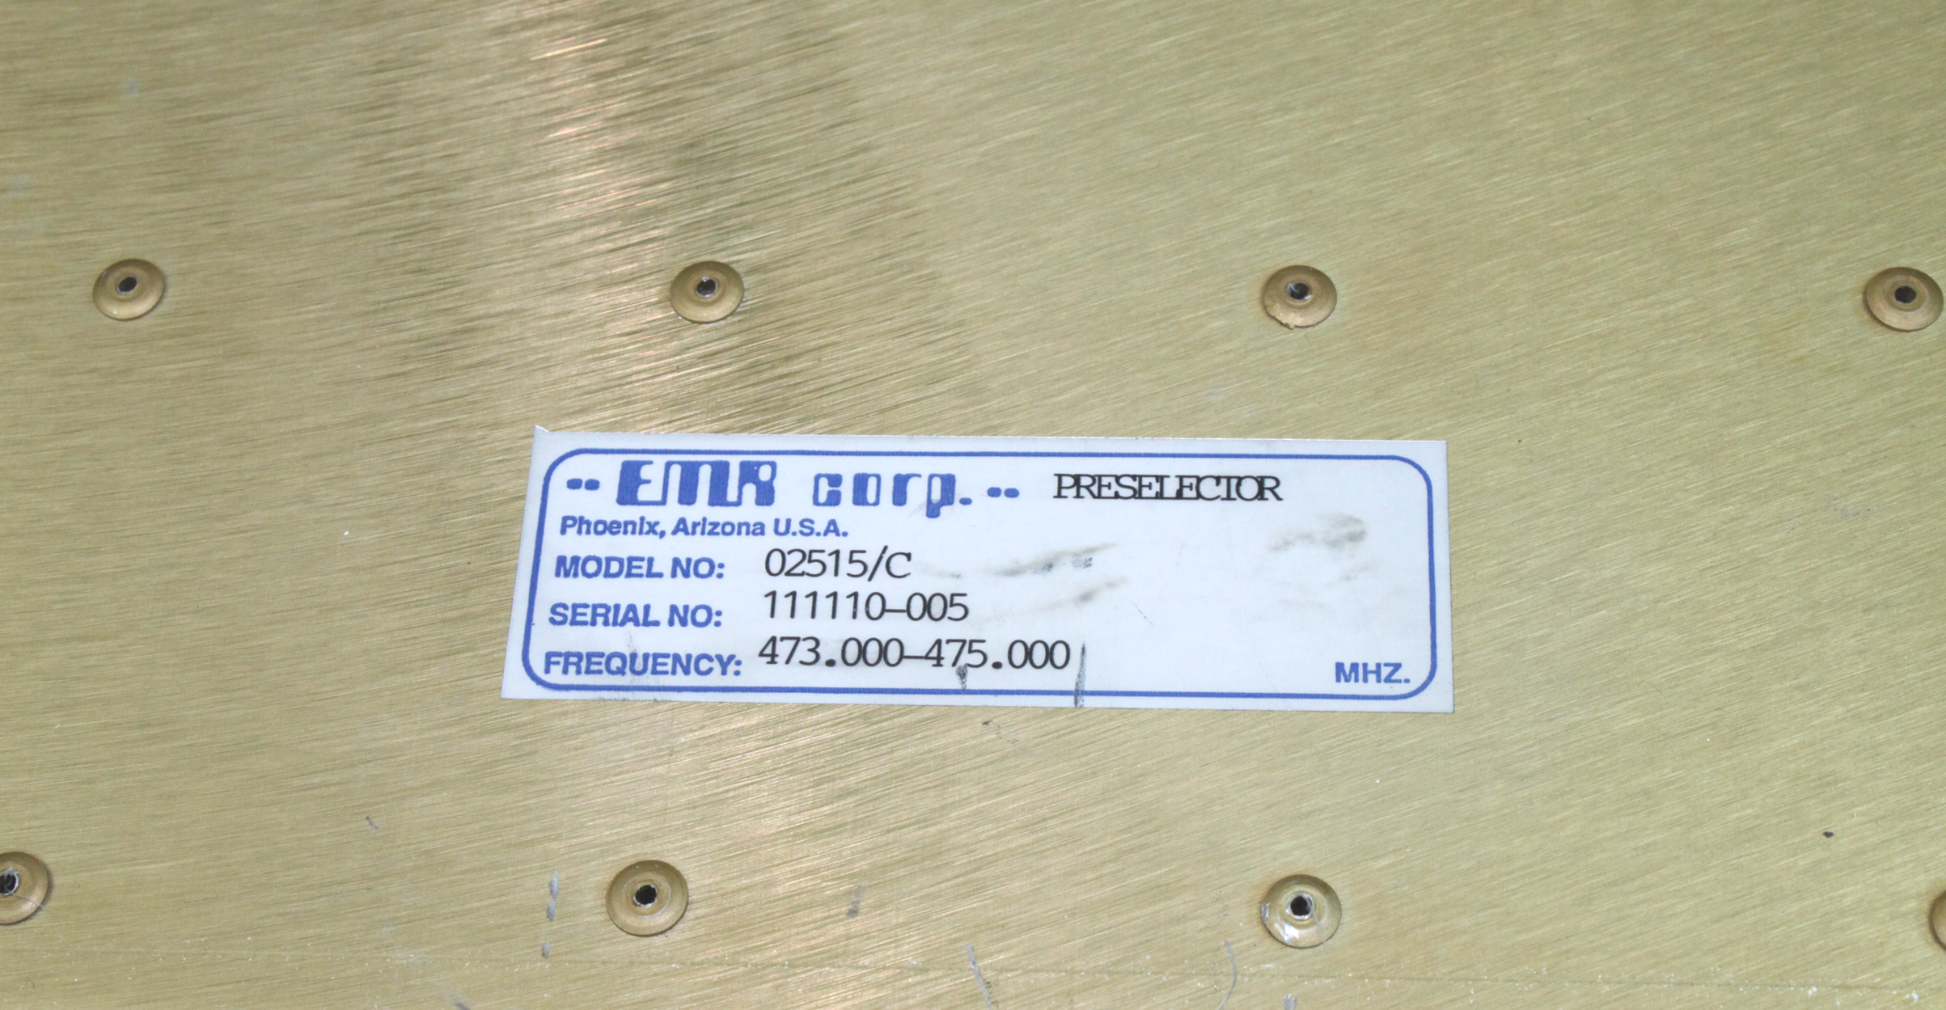 -- EMR corp. -- PRESELECTOR
Phoenix, Arizona U.S.A.
MODEL NO: 02515/C
SERIAL NO: 111110-005
FREQUENCY: 473.000-475.000 MHZ.